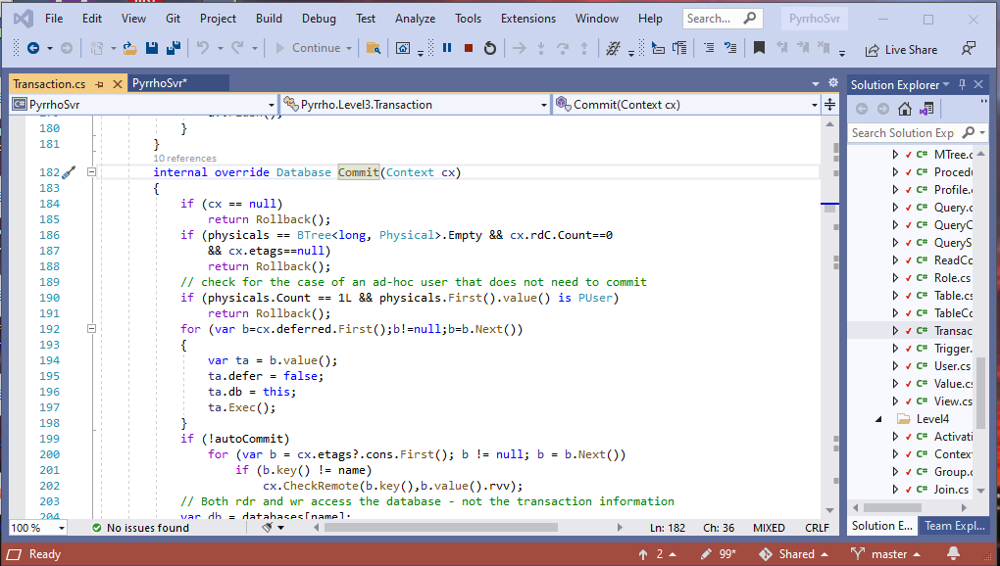 File Edit View Git Project Build Debug Test Analyze Tools Extensions Window Help Search... PyrrhoSvr
Continue Live Share
Transaction.cs PyrrhoSvr*
PyrrhoSvr Pyrrho.Level3.Transaction Commit(Context cx)
180 }
181 }
10 references
182 internal override Database Commit(Context cx)
183 {
184 if (cx == null)
185 return Rollback();
186 if (physicals == BTree<long, Physical>.Empty && cx.rdC.Count==0
187 && cx.etags==null)
188 return Rollback();
189 // check for the case of an ad-hoc user that does not need to commit
190 if (physicals.Count == 1L && physicals.First().value() is PUser)
191 return Rollback();
192 for (var b=cx.deferred.First();b!=null;b=b.Next())
193 {
194 var ta = b.value();
195 ta.defer = false;
196 ta.db = this;
197 ta.Exec();
198 }
199 if (!autoCommit)
200 for (var b = cx.etags?.cons.First(); b != null; b = b.Next())
201 if (b.key() != name)
202 cx.CheckRemote(b.key(),b.value().rvv);
203 // Both rdr and wr access the database - not the transaction information
204 var db = databases[name];
100 % No issues found Ln: 182 Ch: 36 MIXED CRLF
Solution Explorer
Search Solution Exp
C# MTree.c
C# Procedu
C# Profile.
C# Query.c
C# QueryC
C# QueryS
C# ReadCo
C# Role.cs
C# Table.cs
C# TableCo
C# Transac
C# Trigger.
C# User.cs
C# Value.cs
C# View.cs
Level4
C# Activati
C# Context
C# Group.c
C# Join.cs
Solution E... Team Expl...
Ready 2 99* Shared master